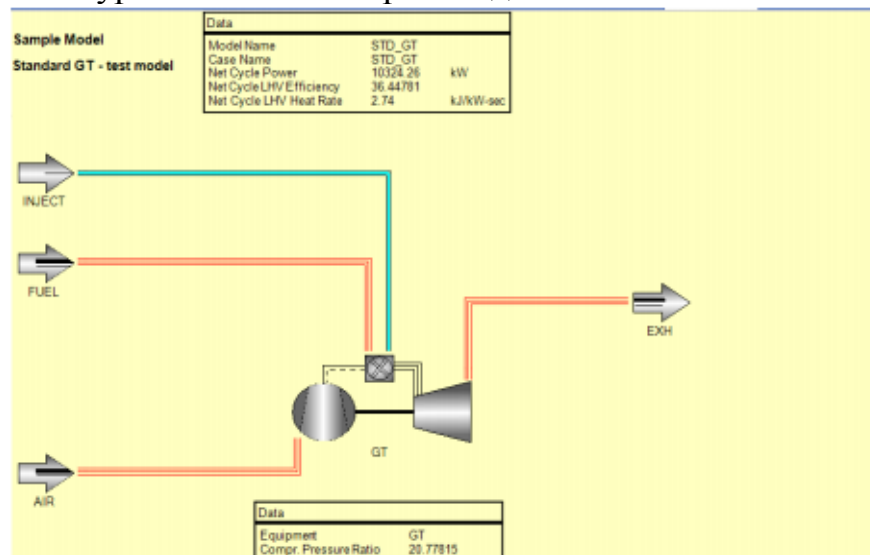 Data
Sample Model
Standard GT - test model
Model Name STD_GT
Case Name STD_GT
Net Cycle Power 10324.26 kW
Net Cycle LHV Efficiency 36.44781
Net Cycle LHV Heat Rate 2.74 kJ/kW-sec
INJECT
FUEL
EXH
GT
AIR
Data
Equipment GT
Compr. Pressure Ratio 20.77815